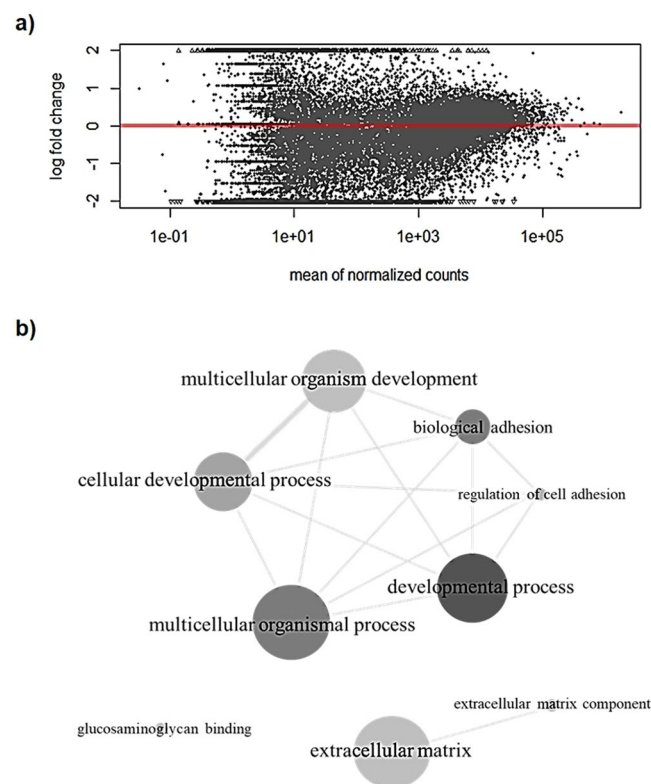 a)
log fold change
2
1
0
-1
-2
1e-01 1e+01 1e+03 1e+05
mean of normalized counts
b)
multicellular organism development
biological adhesion
cellular developmental process
regulation of cell adhesion
developmental process
multicellular organismal process
extracellular matrix component
glucosaminoglycan binding
extracellular matrix